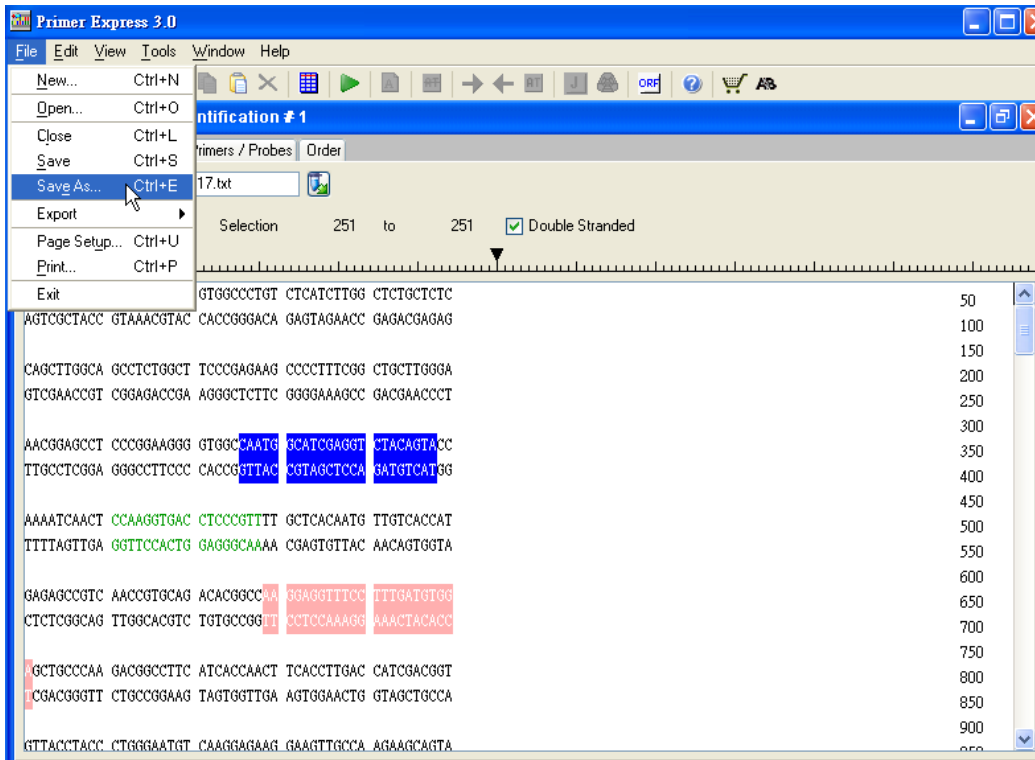 Primer Express 3.0
File Edit View Tools Window Help
New... Ctrl+N
Open... Ctrl+O
Close Ctrl+L
Save Ctrl+S
Save As... Ctrl+E
Export
Page Setup... Ctrl+U
Print... Ctrl+P
Exit
ORF
ntification # 1
rimers / Probes Order
17.txt
Selection 251 to 251 Double Stranded
GTGGCCCTGT CTCATCTTGG CTCTGCTCTC 50
AGTCGCTACC GTAAACGTAC CACCGGGACA GAGTAGAACC GAGACGAGAG 100
150
CAGCTTGGCA GCCTCTGGCT TCCCGAGAAG CCCCTTTCGG CTGCTTGGGA 200
GTCGAACCGT CGGAGACCGA AGGGCTCTTC GGGGAAAGCC GACGAACCCT 250
300
AACGGAGCCT CCCGGAAGGG GTGGCCAATG GCATCGAGGT CTACAGTACC 350
TTGCCTCGGA GGGCCTTCCC CACCGGTTAC CGTAGCTCCA GATGTCATGG 400
450
AAAATCAACT CCAAGGTGAC CTCCCGTTTT GCTCACAATG TTGTCACCAT 500
TTTTAGTTGA GGTTCCACTG GAGGGCAAAA CGAGTGTTAC AACAGTGGTA 550
600
GAGAGCCGTC AACCGTGCAG ACACGGCCAA GGAGGTTTCC TTTGATGTGG 650
CTCTCGGCAG TTGGCACGTC TGTGCCGGTT CCTCCAAAGG AAACTACACC 700
750
AGCTGCCCAA GACGGCCTTC ATCACCAACT TCACCTTGAC CATCGACGGT 800
TCGACGGGTT CTGCCGGAAG TAGTGGTTGA AGTGGAACTG GTAGCTGCCA 850
900
GTTACCTACC CTGGGAATGT CAAGGAGAAG GAAGTTGCCA AGAAGCAGTA